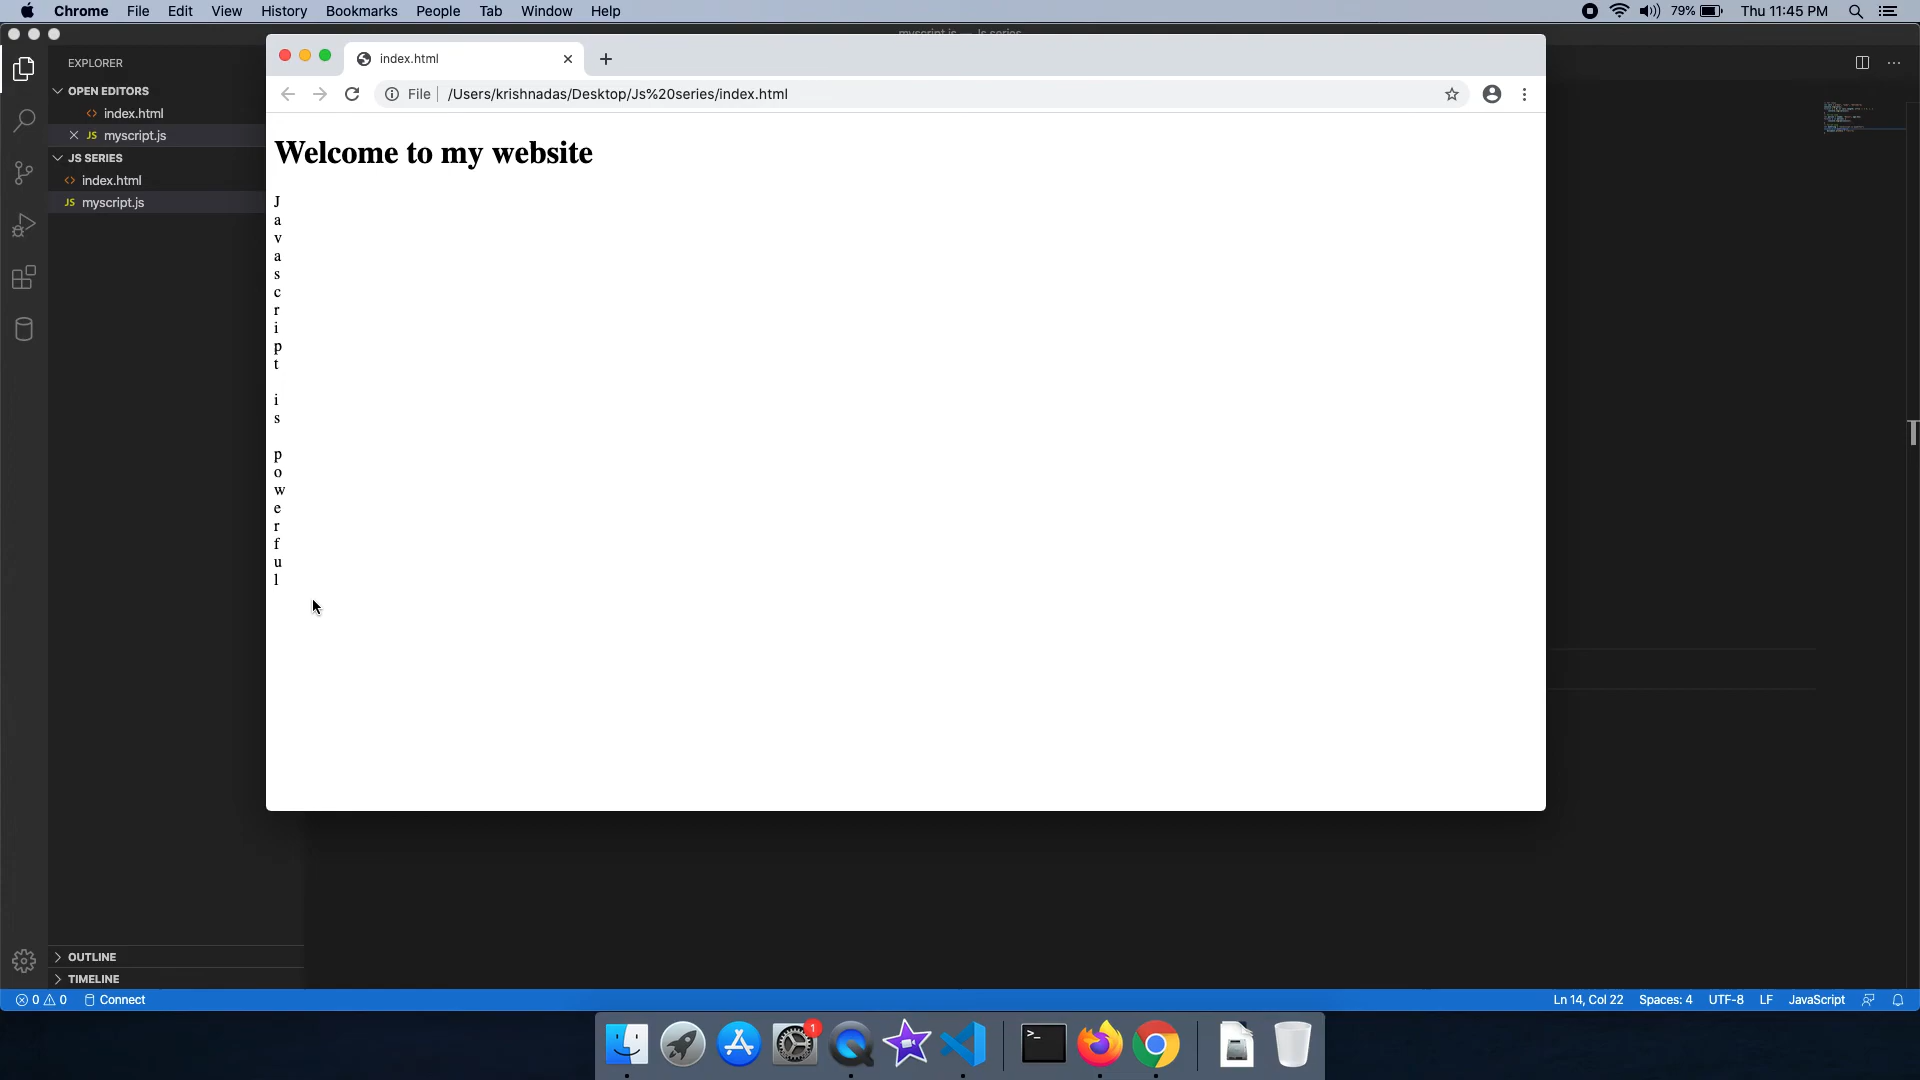 Chrome File Edit View History Bookmarks People Tab Window Help
79% Thu 11:45 PM
index.html
File /Users/krishnadas/Desktop/Js%20series/index.html
EXPLORER
OPEN EDITORS
index.html
JS myscript.js
JS SERIES
index.html
JS myscript.js
OUTLINE
TIMELINE
Welcome to my website
J
a
v
a
s
c
r
i
p
t
i
s
p
o
w
e
r
f
u
l
0 0 Connect
Ln 14, Col 22 Spaces: 4 UTF-8 LF JavaScript
1